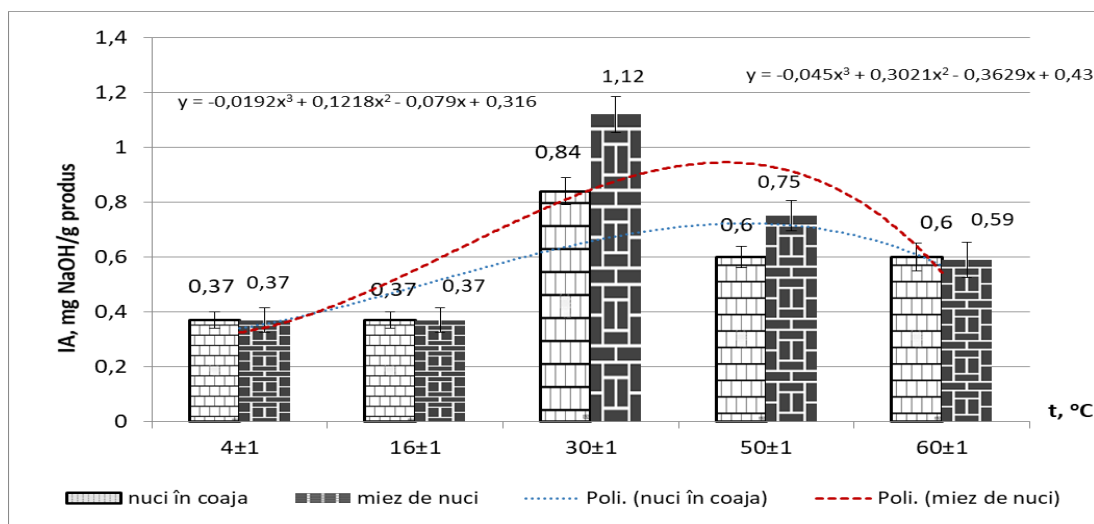 1,4
1,2
1
0,8
0,6
0,4
0,2
0
IA, mg NaOH/g produs
y = -0,0192x³ + 0,1218x² - 0,079x + 0,316
y = -0,045x³ + 0,3021x² - 0,3629x + 0,43
0,37 0,37
0,37 0,37
0,84 1,12
0,6 0,75
0,6 0,59
4±1 16±1 30±1 50±1 60±1
t, ⁰C
nuci în coaja miez de nuci Poli. (nuci în coaja) Poli. (miez de nuci)